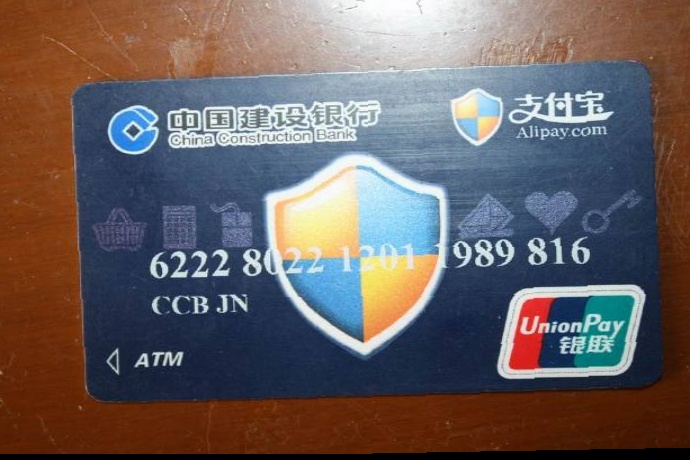 中国建设银行
China Construction Bank
支付宝
Alipay.com
6222 8022 1201 1989 816
CCB JN
ATM
UnionPay
银联